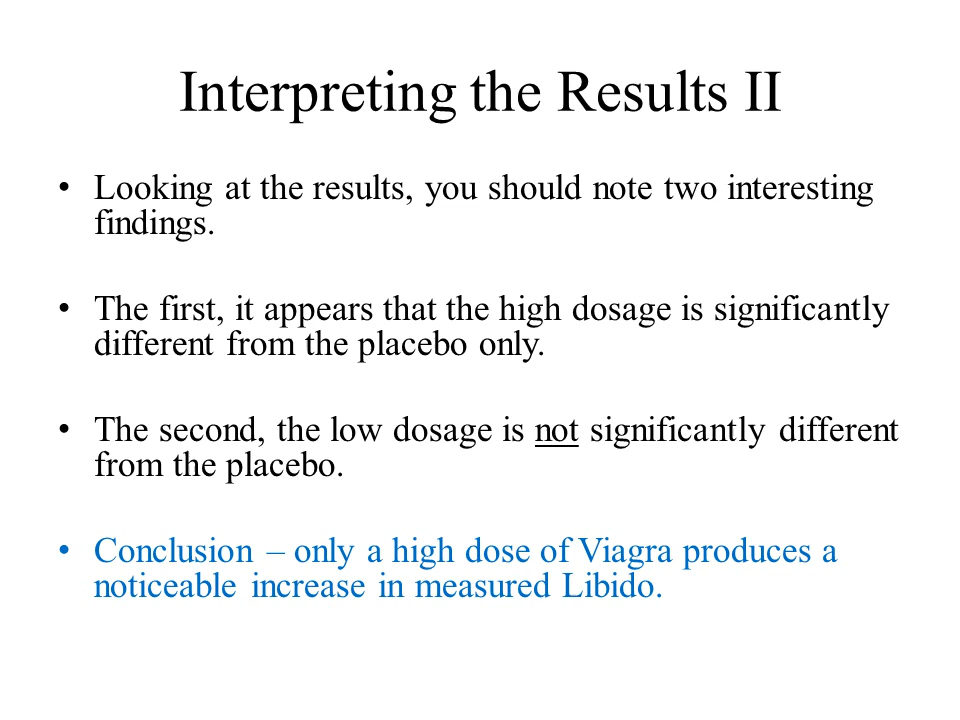 Interpreting the Results II
• Looking at the results, you should note two interesting
findings.
• The first, it appears that the high dosage is significantly
different from the placebo only.
• The second, the low dosage is not significantly different
from the placebo.
• Conclusion – only a high dose of Viagra produces a
noticeable increase in measured Libido.